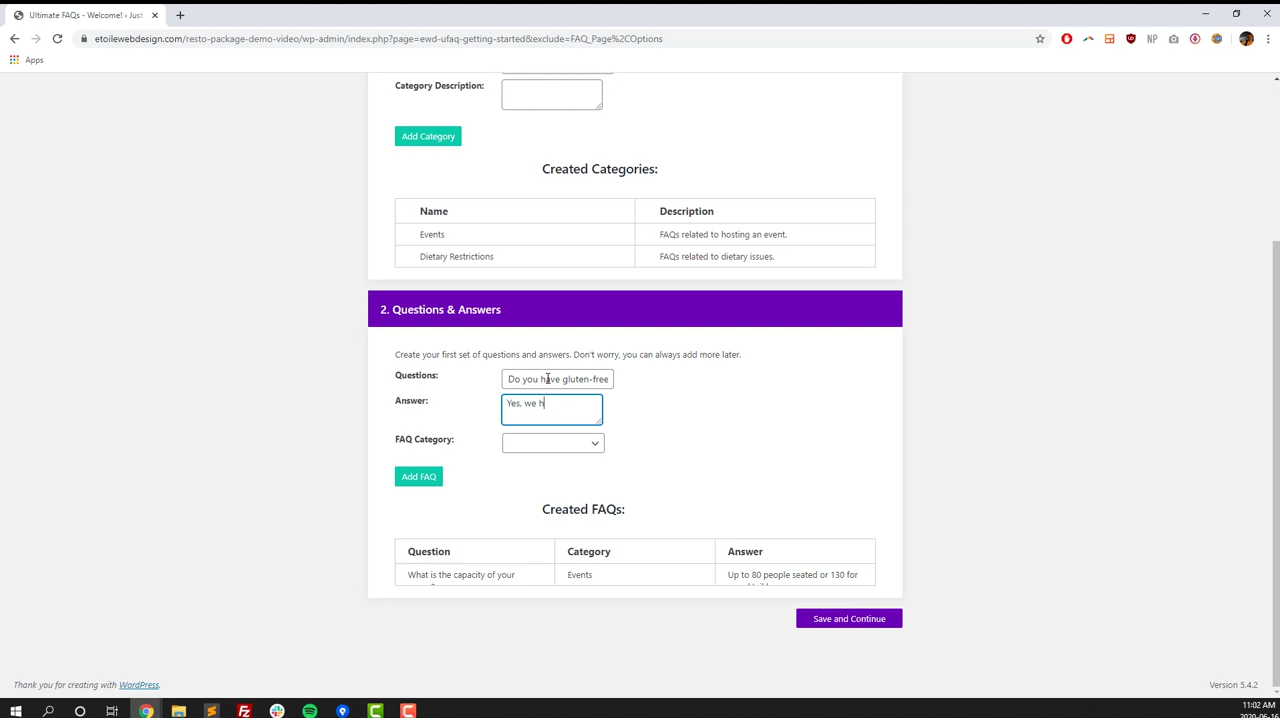 Ultimate FAQs - Welcome! ‹ Just
etoilewebdesign.com/resto-package-demo-video/wp-admin/index.php?page=ewd-ufaq-getting-started&exclude=FAQ_Page%2COptions
NP
Apps
Category Description:
Add Category
Created Categories:
Name Description
Events FAQs related to hosting an event.
Dietary Restrictions FAQs related to dietary issues.
2. Questions & Answers
Create your first set of questions and answers. Don't worry, you can always add more later.
Questions: Do you have gluten-free
Answer: Yes, we h
FAQ Category:
Add FAQ
Created FAQs:
Question Category Answer
What is the capacity of your Events Up to 80 people seated or 130 for
Save and Continue
Thank you for creating with WordPress. Version 5.4.2
11:02 AM
2020-06-16